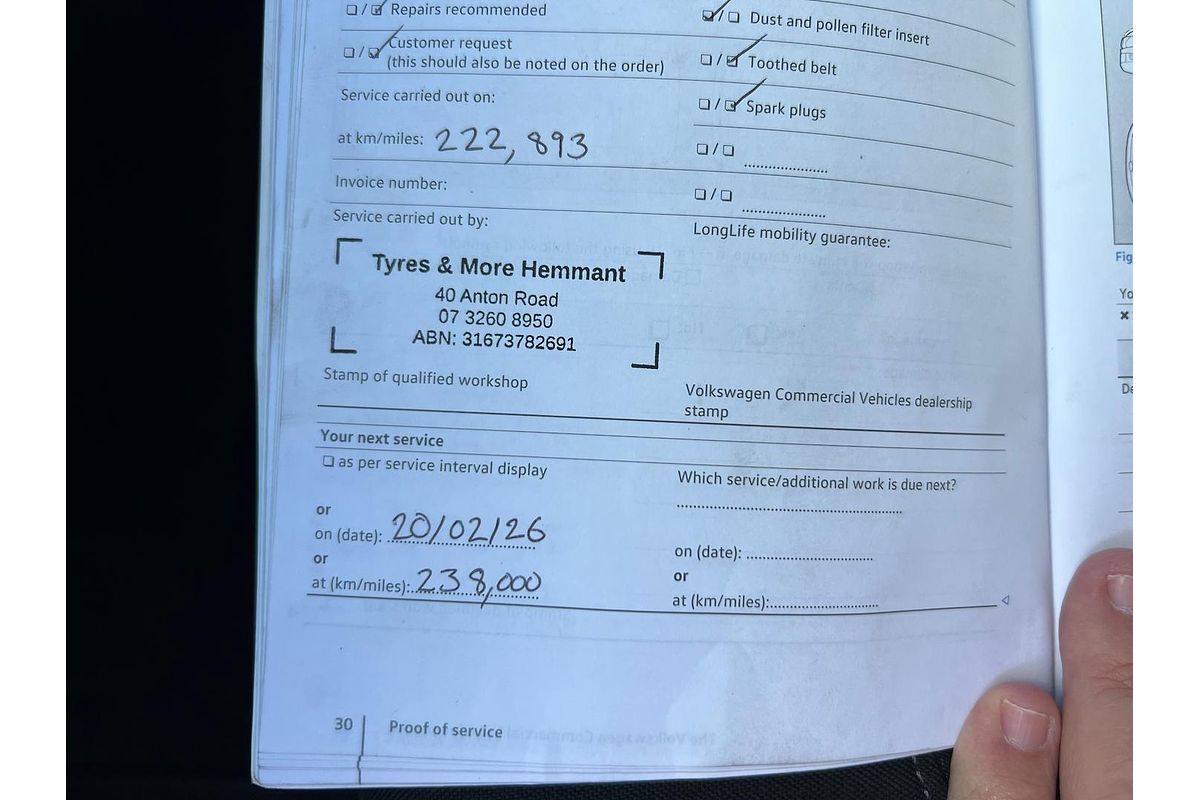 ☐ / ☑ Repairs recommended
☐ / ☑ Customer request
(this should also be noted on the order)
Service carried out on:
at km/miles: 222,893
Invoice number:
Service carried out by:
Tyres & More Hemmant
40 Anton Road
07 3260 8950
ABN: 31673782691
Stamp of qualified workshop
☑ / ☐ Dust and pollen filter insert
☐ / ☑ Toothed belt
☐ / ☑ Spark plugs
☐ / ☐ ....................
☐ / ☐ ....................
LongLife mobility guarantee:
Volkswagen Commercial Vehicles dealership
stamp
Your next service
☐ as per service interval display
or
on (date): 20/02/26
or
at (km/miles): 238,000
Which service/additional work is due next?
on (date): ..............................
or
at (km/miles): ..........................
30 Proof of service
Fig
Yo
De